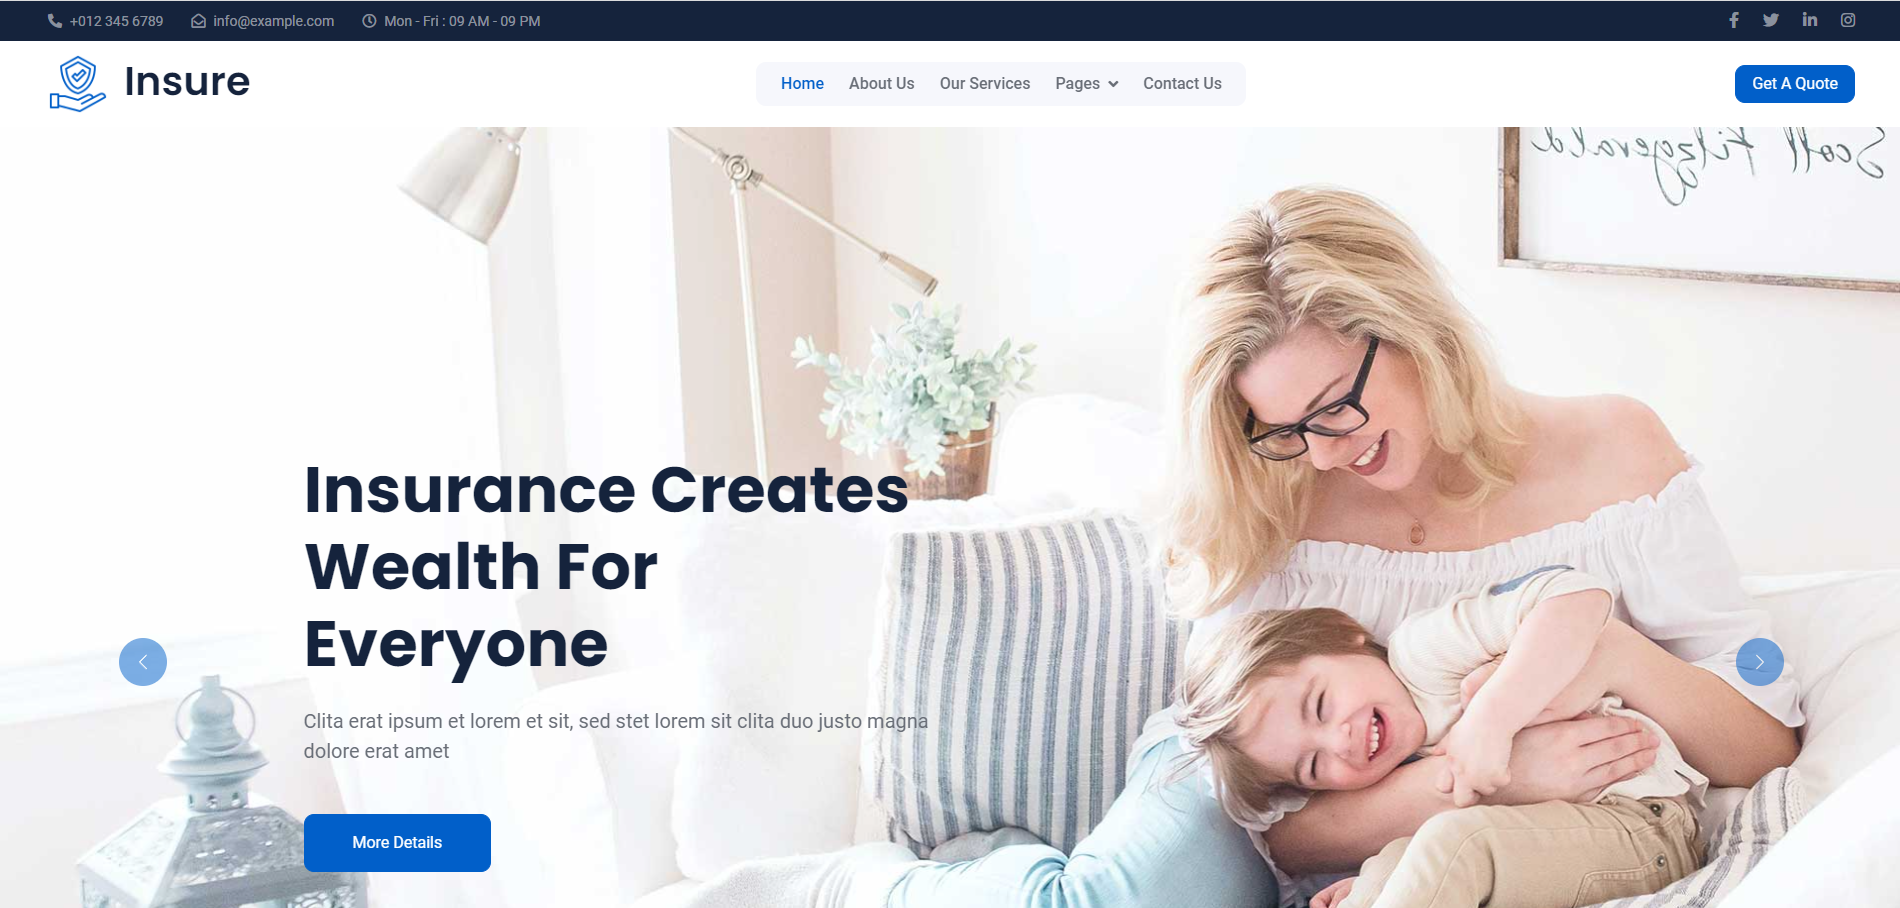 +012 345 6789 info@example.com Mon - Fri : 09 AM - 09 PM
Insure
Home About Us Our Services Pages Contact Us
Get A Quote
Scott Fitzgerald
Insurance Creates
Wealth For
Everyone
Clita erat ipsum et lorem et sit, sed stet lorem sit clita duo justo magna
dolore erat amet
More Details